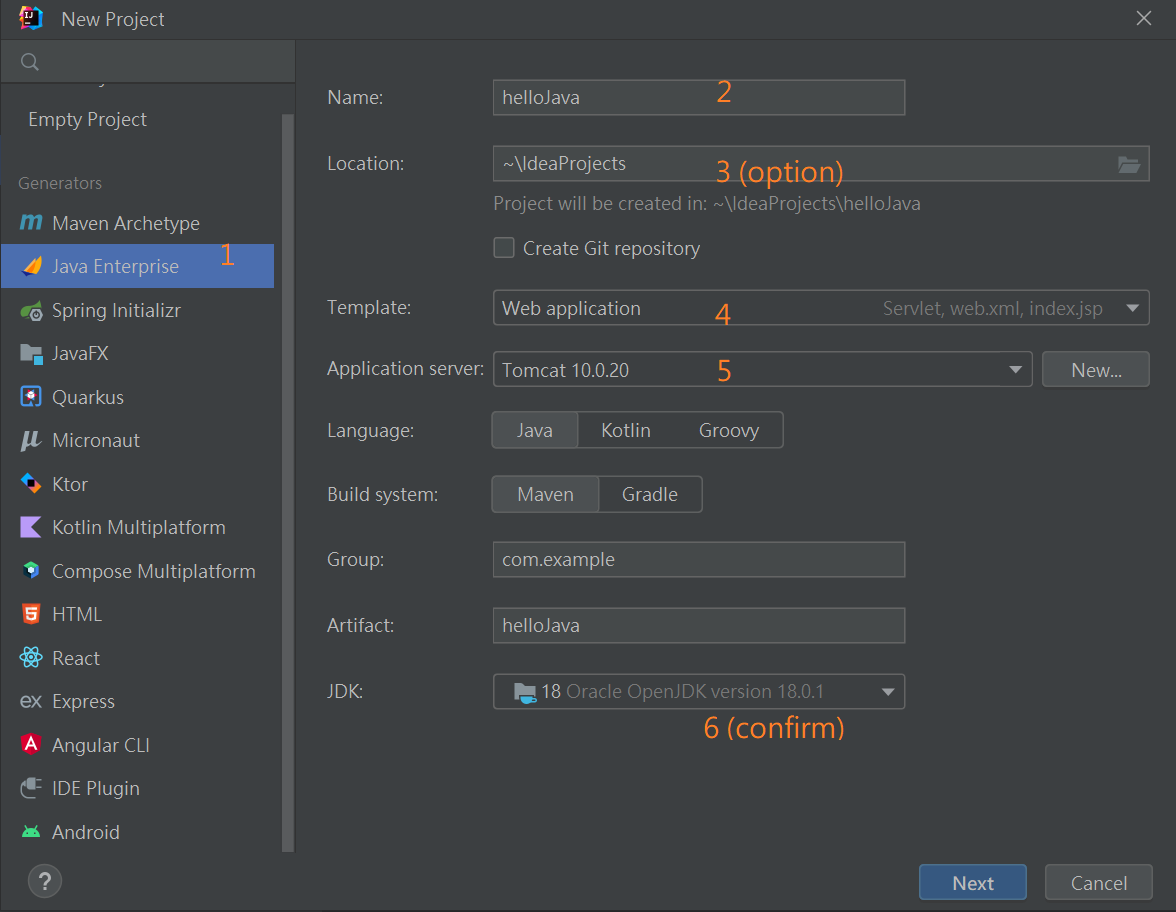 New Project
Empty Project
Generators
Maven Archetype
Java Enterprise 1
Spring Initializr
JavaFX
Quarkus
Micronaut
Ktor
Kotlin Multiplatform
Compose Multiplatform
HTML
React
ex Express
Angular CLI
IDE Plugin
Android
?
Name: helloJava 2
Location: ~\IdeaProjects 3 (option)
Project will be created in: ~\IdeaProjects\helloJava
Create Git repository
Template: Web application 4 Servlet, web.xml, index.jsp
Application server: Tomcat 10.0.20 5 New...
Language: Java Kotlin Groovy
Build system: Maven Gradle
Group: com.example
Artifact: helloJava
JDK: 18 Oracle OpenJDK version 18.0.1
6 (confirm)
Next Cancel